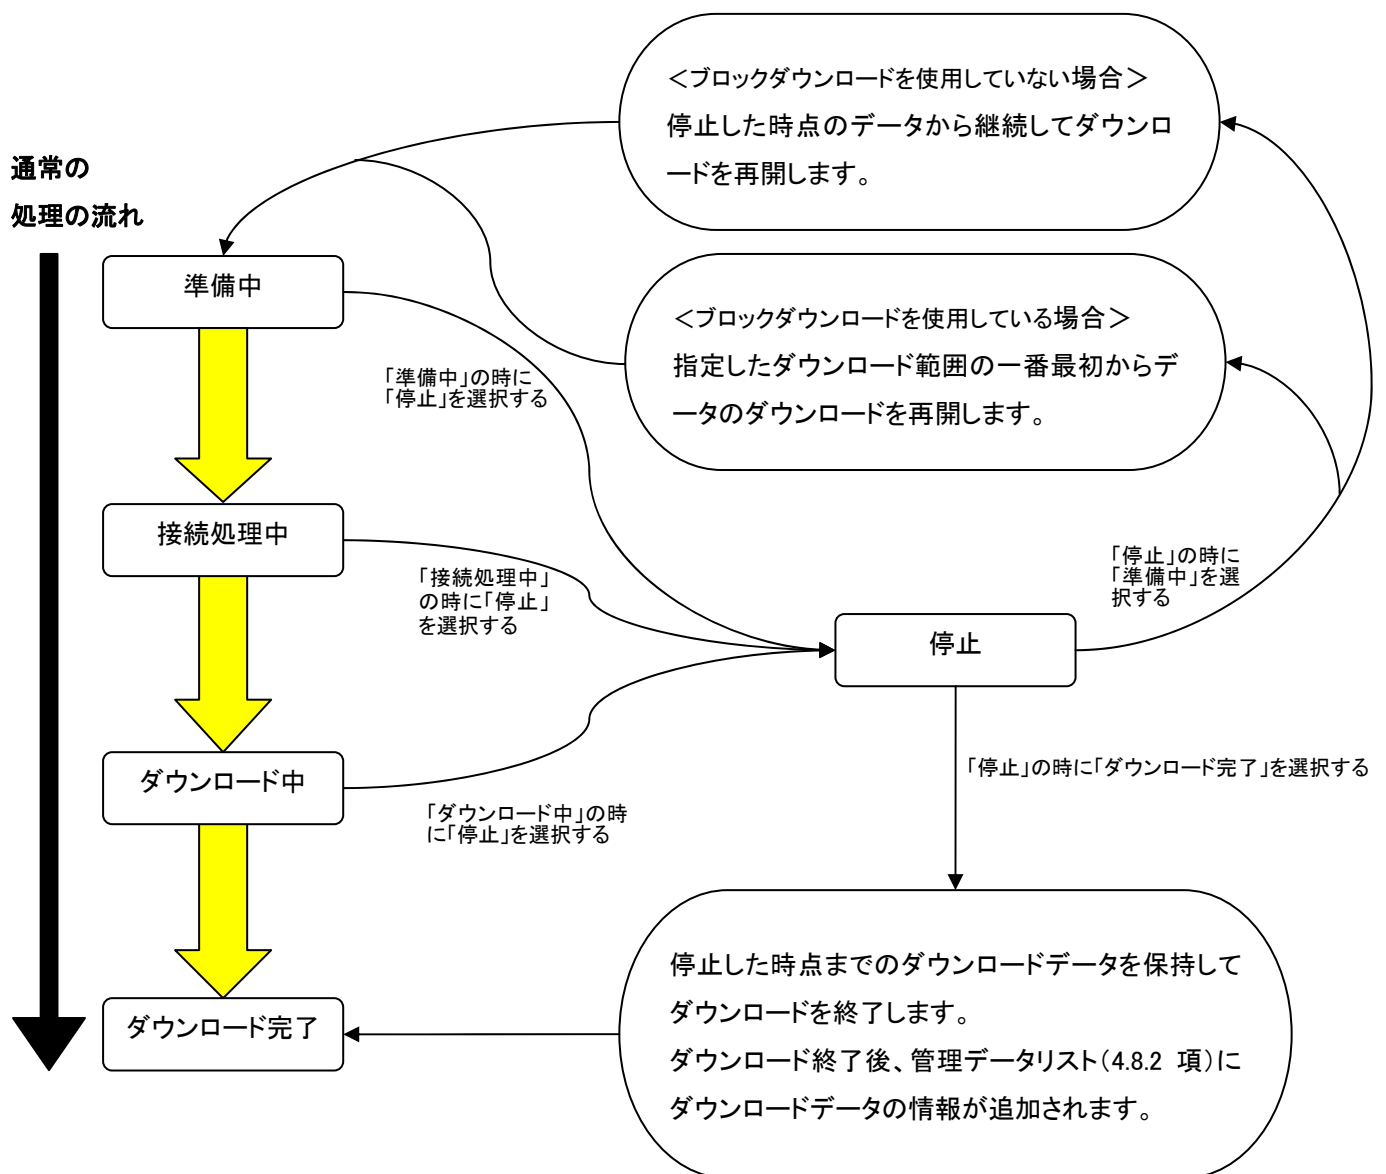 <ブロックダウンロードを使用していない場合>
停止した時点のデータから継続してダウンロ
ードを再開します。
通常の
処理の流れ
準備中
<ブロックダウンロードを使用している場合>
指定したダウンロード範囲の一番最初からデ
ータのダウンロードを再開します。
「準備中」の時に
「停止」を選択する
接続処理中
「接続処理中」
の時に「停止」
を選択する
「停止」の時に
「準備中」を選
択する
停止
ダウンロード中
「停止」の時に「ダウンロード完了」を選択する
「ダウンロード中」の時
に「停止」を選択する
停止した時点までのダウンロードデータを保持して
ダウンロードを終了します。
ダウンロード終了後、管理データリスト(4.8.2 項)に
ダウンロードデータの情報が追加されます。
ダウンロード完了